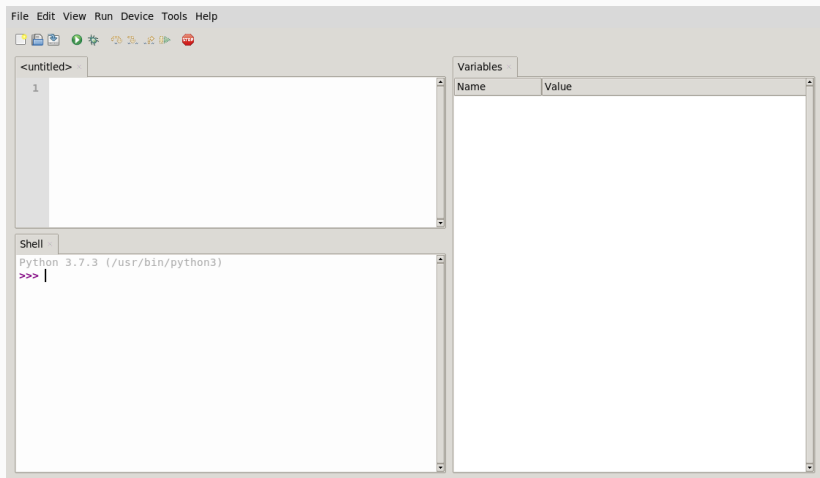 File Edit View Run Device Tools Help
STOP
<untitled>
1
Shell
Python 3.7.3 (/usr/bin/python3)
>>>
Variables
Name Value